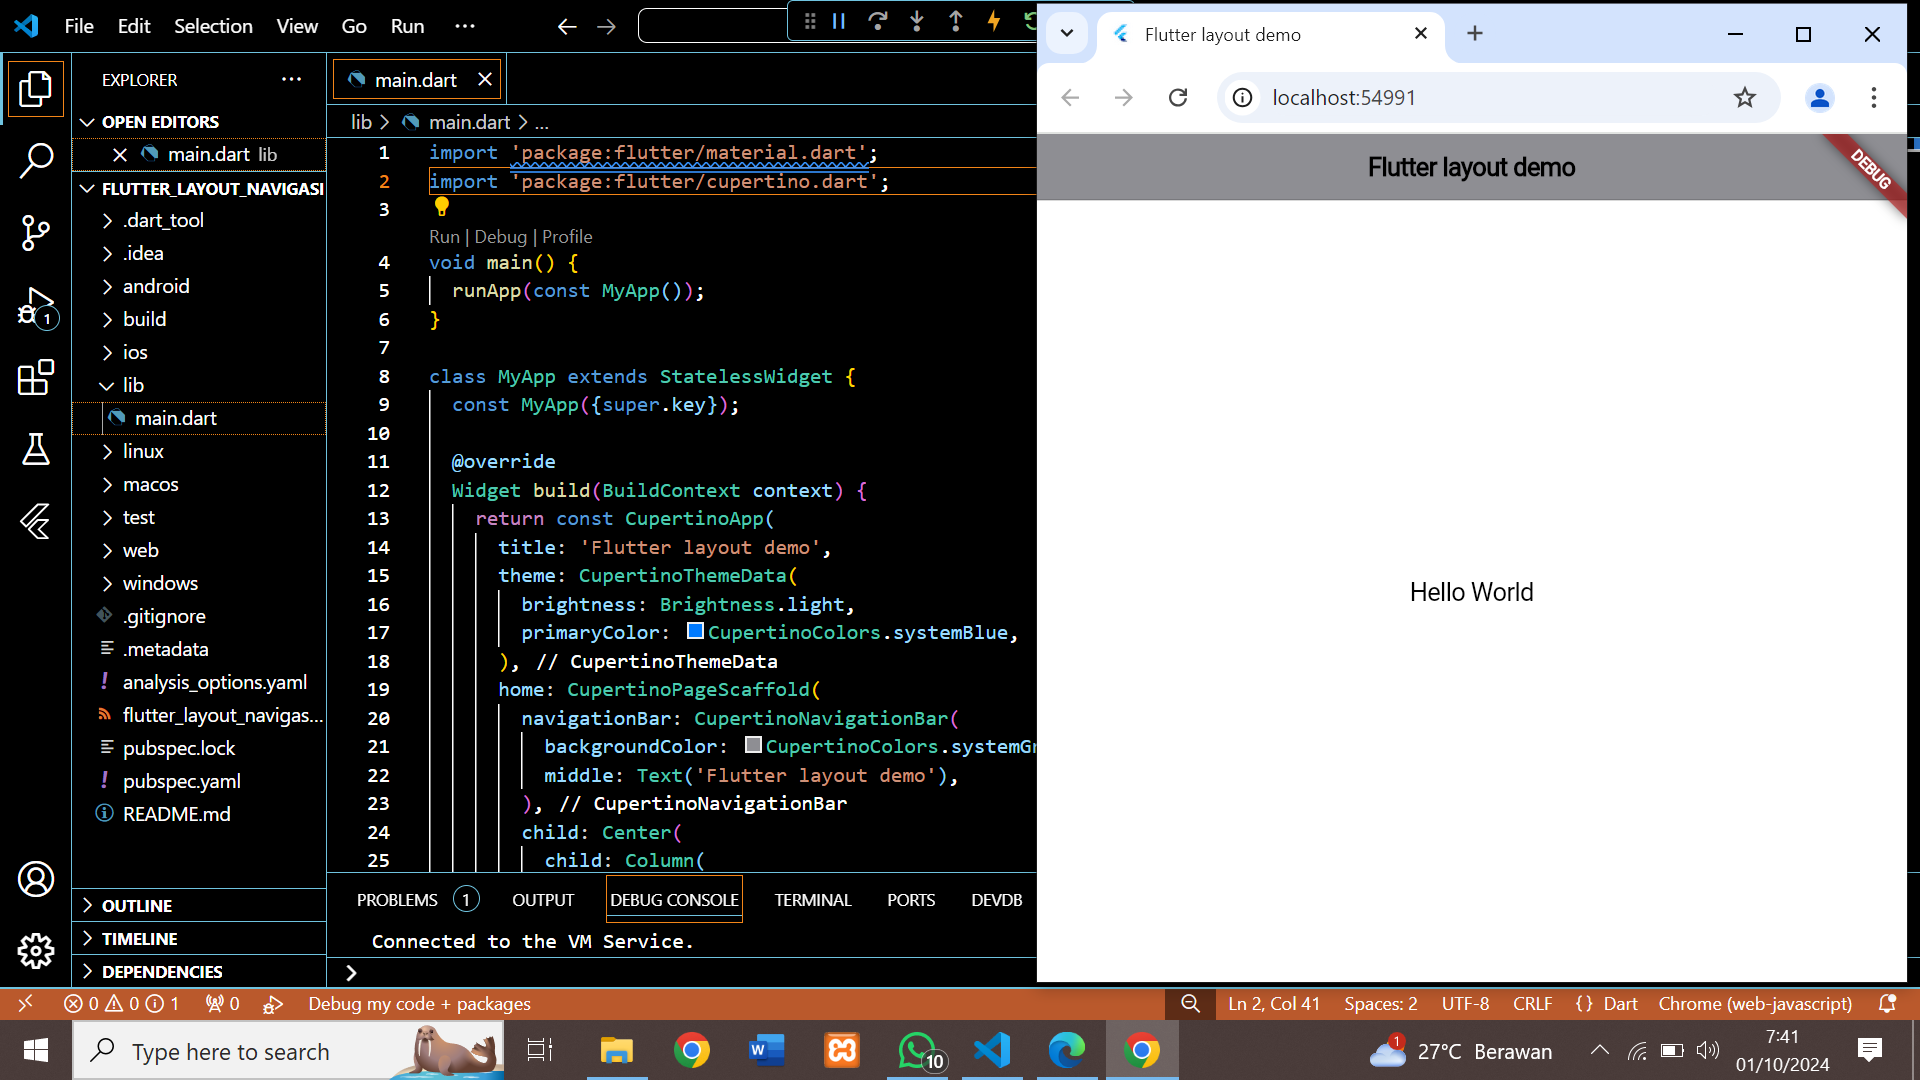 File Edit Selection View Go Run ...
EXPLORER ...
OPEN EDITORS
main.dart lib
FLUTTER_LAYOUT_NAVIGASI
.dart_tool
.idea
android
build
ios
lib
main.dart
linux
macos
test
web
windows
.gitignore
.metadata
analysis_options.yaml
flutter_layout_navigas...
pubspec.lock
pubspec.yaml
README.md
OUTLINE
TIMELINE
DEPENDENCIES
1
main.dart
lib > main.dart > ...
1 import 'package:flutter/material.dart';
2 import 'package:flutter/cupertino.dart';
3
Run | Debug | Profile
4 void main() {
5 runApp(const MyApp());
6 }
7
8 class MyApp extends StatelessWidget {
9 const MyApp({super.key});
10
11 @override
12 Widget build(BuildContext context) {
13 return const CupertinoApp(
14 title: 'Flutter layout demo',
15 theme: CupertinoThemeData(
16 brightness: Brightness.light,
17 primaryColor: CupertinoColors.systemBlue,
18 ), // CupertinoThemeData
19 home: CupertinoPageScaffold(
20 navigationBar: CupertinoNavigationBar(
21 backgroundColor: CupertinoColors.systemGr
22 middle: Text('Flutter layout demo'),
23 ), // CupertinoNavigationBar
24 child: Center(
25 child: Column(
PROBLEMS 1 OUTPUT DEBUG CONSOLE TERMINAL PORTS DEVDB
Connected to the VM Service.
Flutter layout demo
localhost:54991
Flutter layout demo
DEBUG
Hello World
0 0 1 0 Debug my code + packages Ln 2, Col 41 Spaces: 2 UTF-8 CRLF {} Dart Chrome (web-javascript)
Type here to search
10
1
27°C Berawan
7:41
01/10/2024